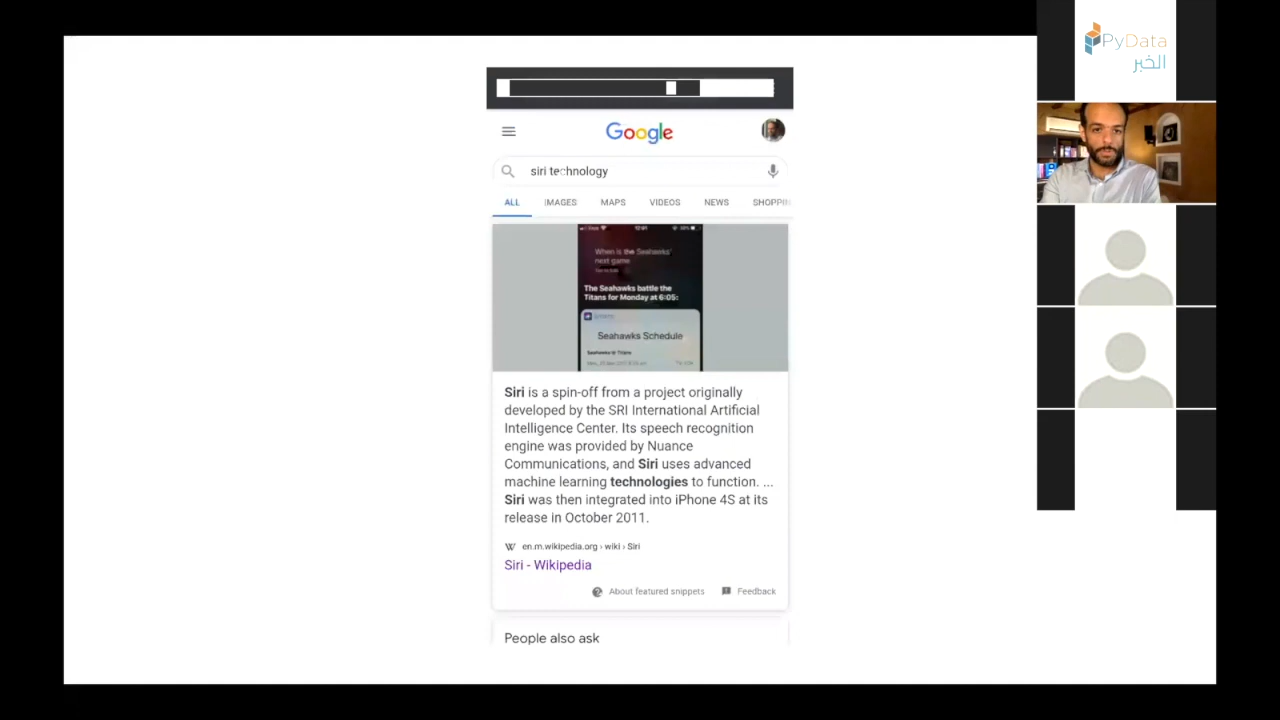 PyData
الخبر
Google
siri technology
ALL IMAGES MAPS VIDEOS NEWS SHOPPIN
When is the Seahawks'
next game
The Seahawks battle the
Titans for Monday at 6:05:
Seahawks Schedule
Siri is a spin-off from a project originally
developed by the SRI International Artificial
Intelligence Center. Its speech recognition
engine was provided by Nuance
Communications, and Siri uses advanced
machine learning technologies to function. ...
Siri was then integrated into iPhone 4S at its
release in October 2011.
en.m.wikipedia.org › wiki › Siri
Siri - Wikipedia
About featured snippets Feedback
People also ask